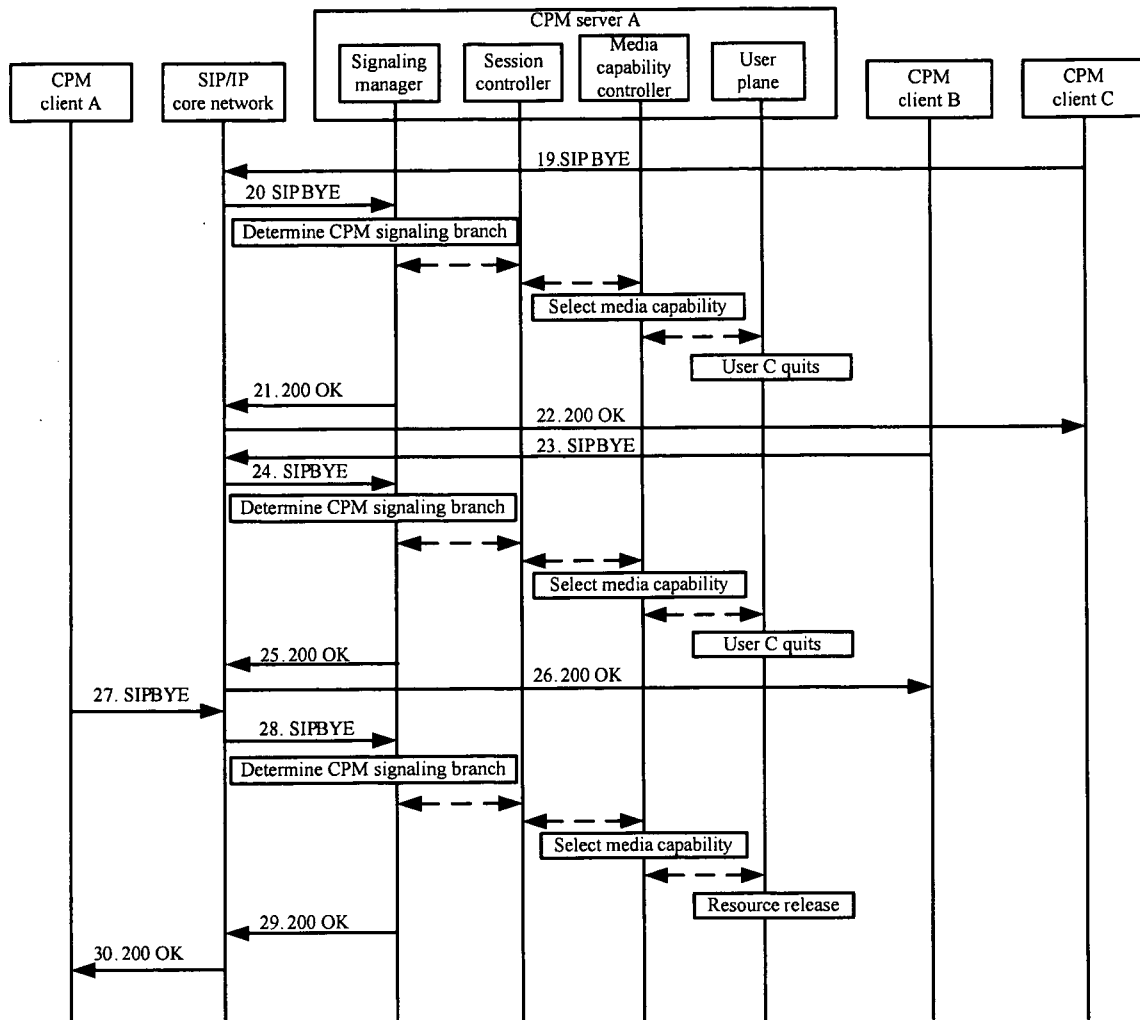 CPM server A
CPM
client A
SIP/IP
core network
Signaling
manager
Session
controller
Media
capability
controller
User
plane
CPM
client B
CPM
client C
19.SIP BYE
20 SIPBYE
Determine CPM signaling branch
Select media capability
User C quits
21.200 OK
22.200 OK
23. SIPBYE
24. SIPBYE
Determine CPM signaling branch
Select media capability
User C quits
25.200 OK
26.200 OK
27. SIPBYE
28. SIPBYE
Determine CPM signaling branch
Select media capability
Resource release
29.200 OK
30.200 OK